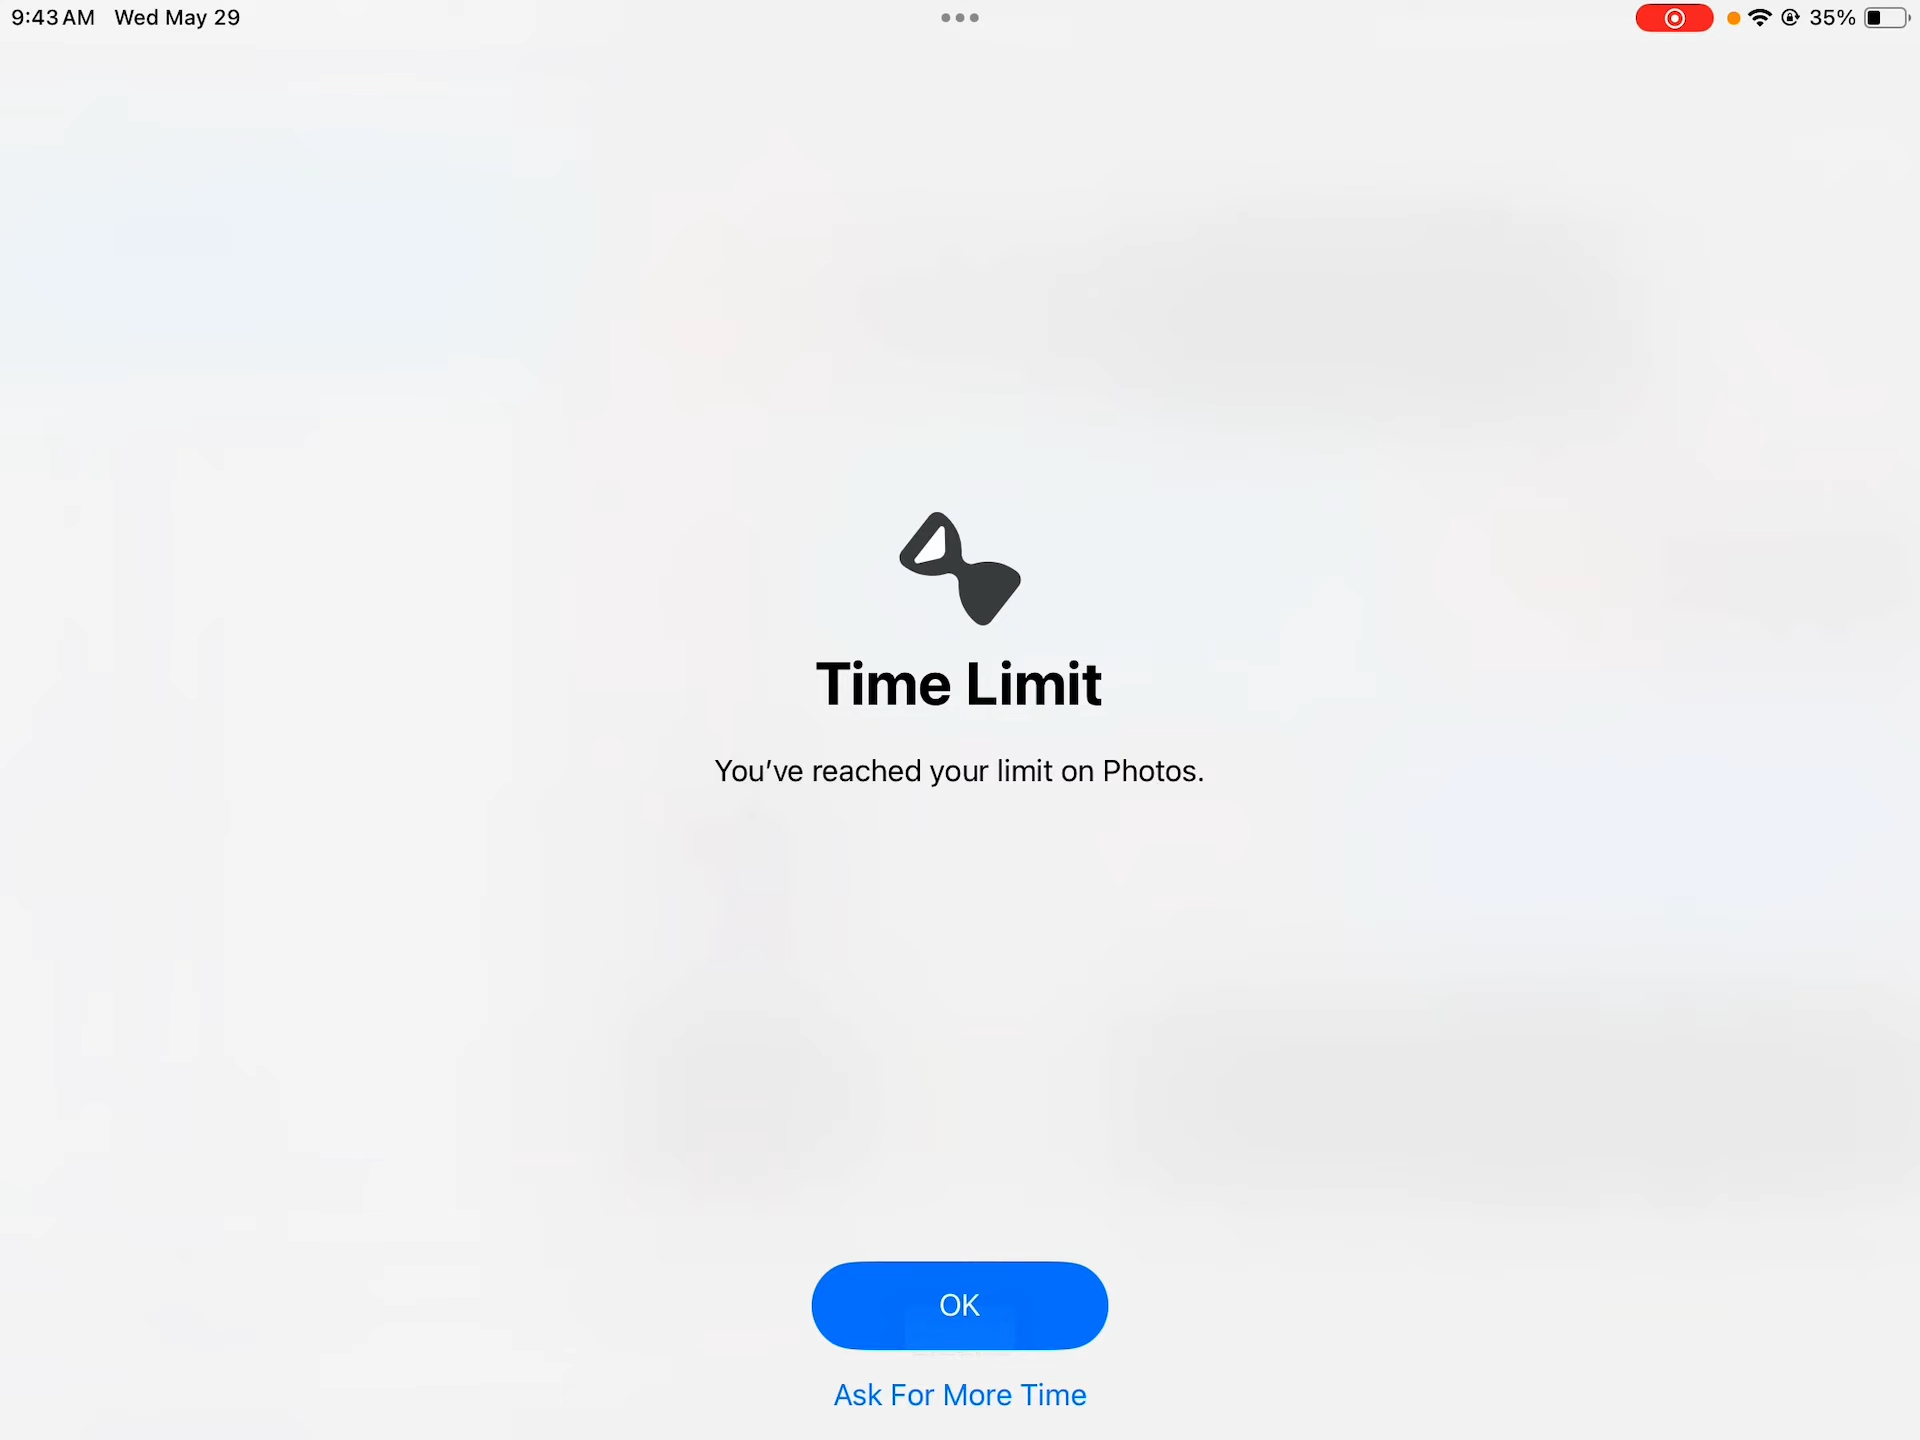 9:43 AM Wed May 29
35%
Time Limit
You’ve reached your limit on Photos.
OK
Ask For More Time